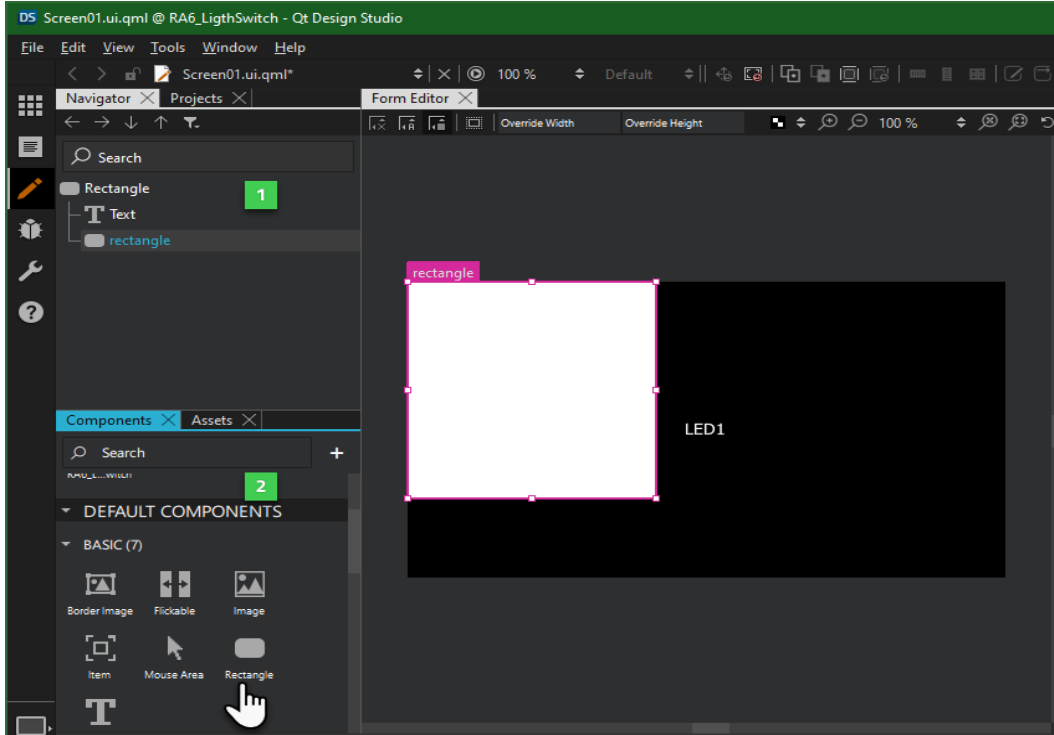 DS Screen01.ui.qml @ RA6_LigthSwitch - Qt Design Studio
File Edit View Tools Window Help
Screen01.ui.qml* 100 % Default
Navigator Projects Form Editor
Override Width Override Height 100 %
Search
Rectangle
1
Text
rectangle
rectangle
LED1
Components Assets
Search +
RA6_L...witch
2
DEFAULT COMPONENTS
BASIC (7)
Border Image Flickable Image
Item Mouse Area Rectangle